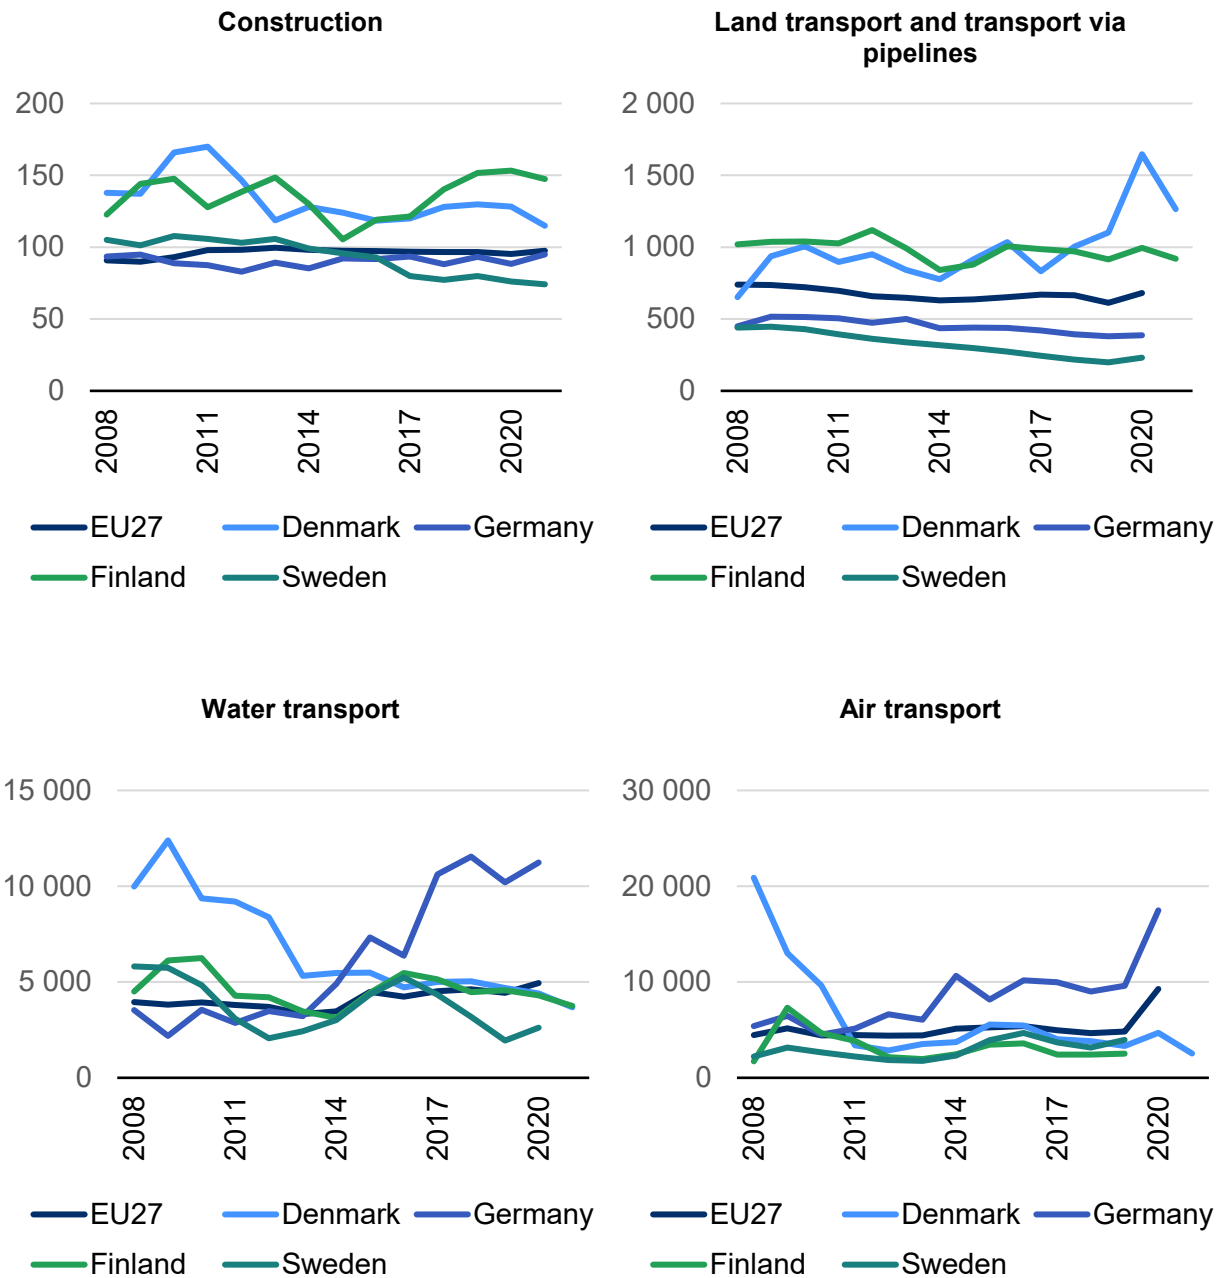 Construction
200
150
100
50
0
2008
2011
2014
2017
2020
EU27
Denmark
Germany
Finland
Sweden
Land transport and transport via
pipelines
2 000
1 500
1 000
500
0
2008
2011
2014
2017
2020
EU27
Denmark
Germany
Finland
Sweden
Water transport
15 000
10 000
5 000
0
2008
2011
2014
2017
2020
EU27
Denmark
Germany
Finland
Sweden
Air transport
30 000
20 000
10 000
0
2008
2011
2014
2017
2020
EU27
Denmark
Germany
Finland
Sweden